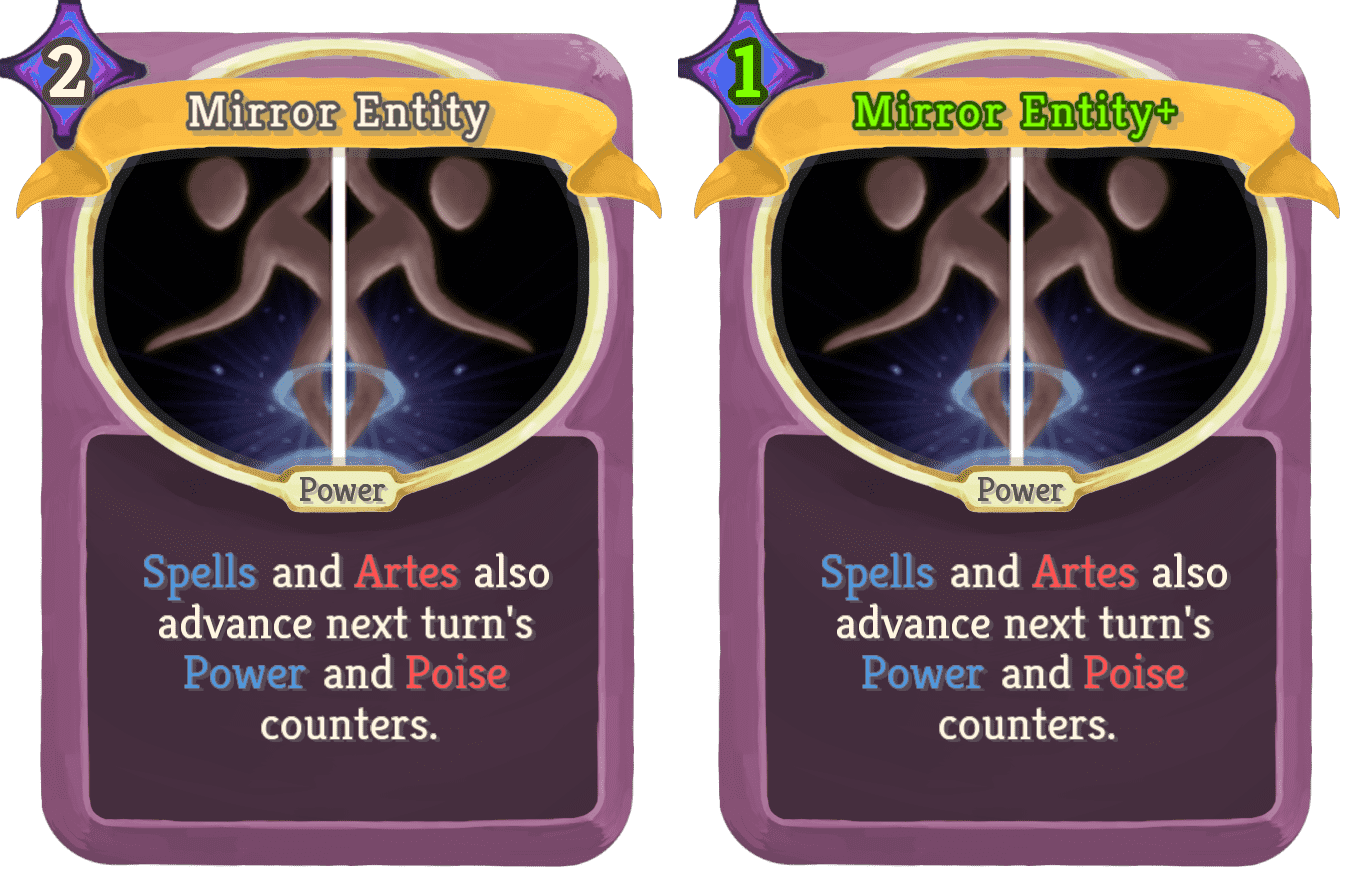 2
Mirror Entity
Power
Spells and Artes also
advance next turn's
Power and Poise
counters.
1
Mirror Entity+
Power
Spells and Artes also
advance next turn's
Power and Poise
counters.